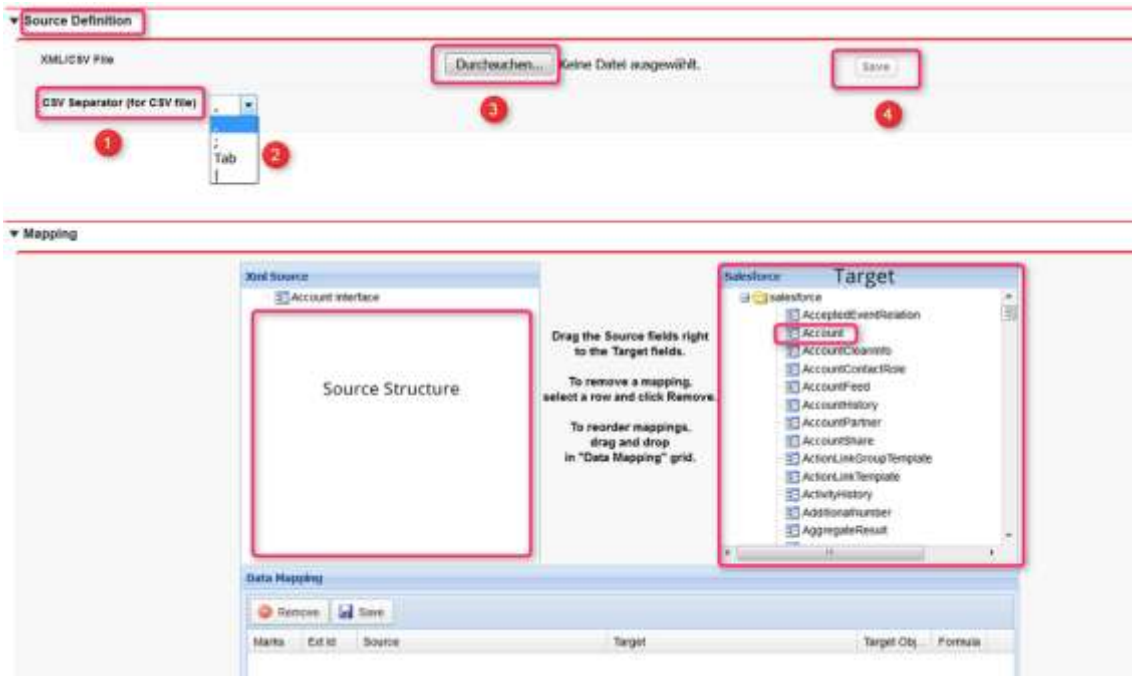 Source Definition
XML/CSV File
Durchsuchen... Keine Datei ausgewählt.
Save
3
4
CSV Separator (for CSV file)
,
1
,
;
Tab
|
2
Mapping
Xml Source
Account interface
Source Structure
Drag the Source fields right
to the Target fields.
To remove a mapping,
select a row and click Remove.
To reorder mappings,
drag and drop
in "Data Mapping" grid.
Salesforce Target
salesforce
AcceptedEventRelation
Account
AccountCleanInfo
AccountContactRole
AccountFeed
AccountHistory
AccountPartner
AccountShare
ActionLinkGroupTemplate
ActionLinkTemplate
ActivityHistory
AdditionalNumber
AggregateResult
Data Mapping
Remove Save
Marks Ext Id Source Target Target Obj... Formula